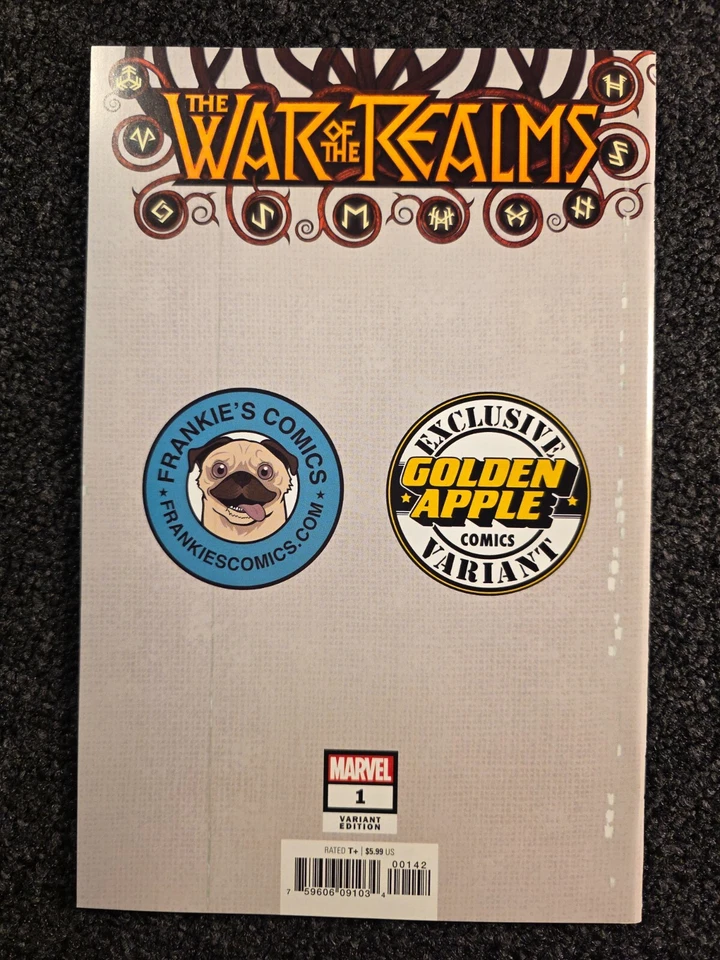 THE WAR OF THE REALMS
FRANKIE'S COMICS
FRANKIESCOMICS.COM
EXCLUSIVE
GOLDEN
APPLE
COMICS
VARIANT
MARVEL
1
VARIANT
EDITION
RATED T+ | $5.99 US
00142
7 59606 09103 4